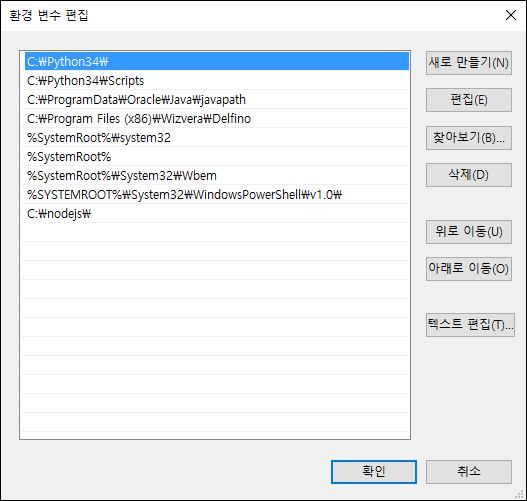 환경 변수 편집
C:₩Python34₩
C:₩Python34₩Scripts
C:₩ProgramData₩Oracle₩Java₩javapath
C:₩Program Files (x86)₩Wizvera₩Delfino
%SystemRoot%₩system32
%SystemRoot%
%SystemRoot%₩System32₩Wbem
%SYSTEMROOT%₩System32₩WindowsPowerShell₩v1.0₩
C:₩nodejs₩
새로 만들기(N)
편집(E)
찾아보기(B)...
삭제(D)
위로 이동(U)
아래로 이동(O)
텍스트 편집(T)...
확인
취소